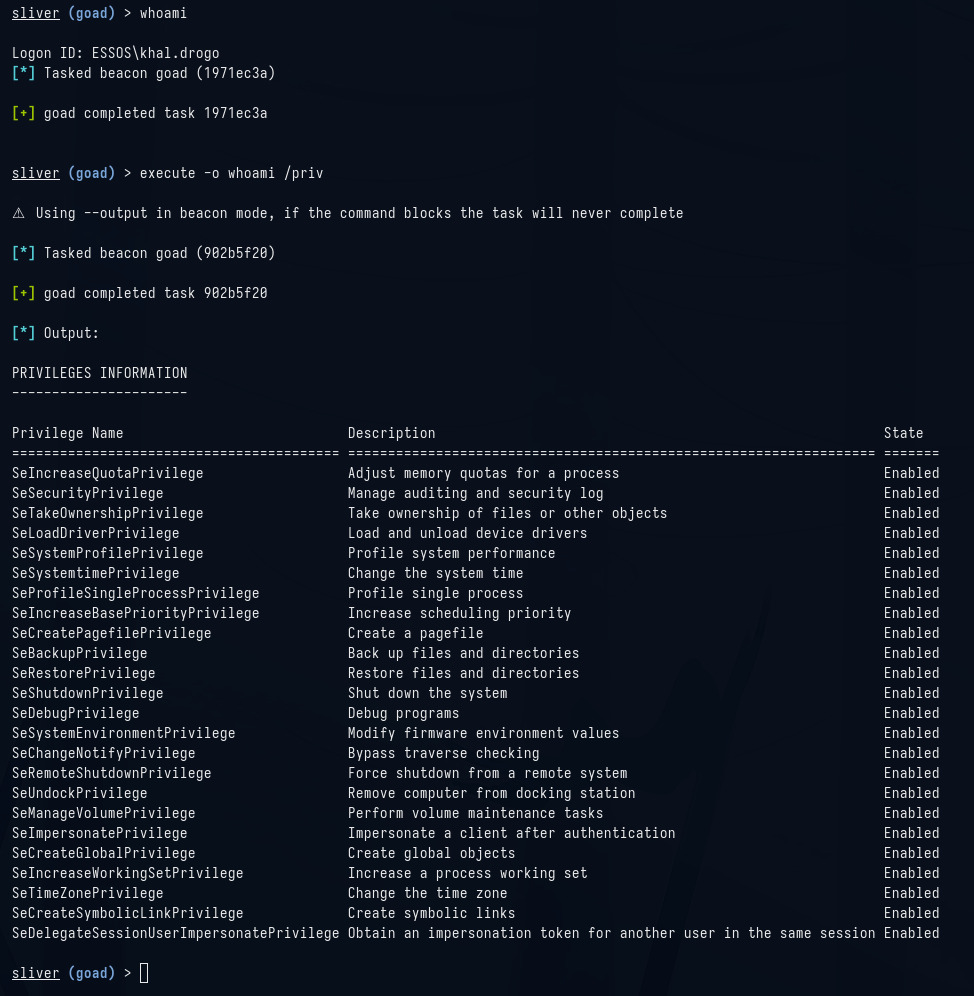 sliver (goad) > whoami
Logon ID: ESSOS\khal.drogo
[*] Tasked beacon goad (1971ec3a)
[+] goad completed task 1971ec3a
sliver (goad) > execute -o whoami /priv
⚠ Using --output in beacon mode, if the command blocks the task will never complete
[*] Tasked beacon goad (902b5f20)
[+] goad completed task 902b5f20
[*] Output:
PRIVILEGES INFORMATION
----------------------
Privilege Name                            Description                                                        State
========================================= ================================================================== =======
SeIncreaseQuotaPrivilege                  Adjust memory quotas for a process                                 Enabled
SeSecurityPrivilege                       Manage auditing and security log                                   Enabled
SeTakeOwnershipPrivilege                  Take ownership of files or other objects                           Enabled
SeLoadDriverPrivilege                     Load and unload device drivers                                     Enabled
SeSystemProfilePrivilege                  Profile system performance                                         Enabled
SeSystemtimePrivilege                     Change the system time                                             Enabled
SeProfileSingleProcessPrivilege           Profile single process                                             Enabled
SeIncreaseBasePriorityPrivilege           Increase scheduling priority                                       Enabled
SeCreatePagefilePrivilege                 Create a pagefile                                                  Enabled
SeBackupPrivilege                         Back up files and directories                                      Enabled
SeRestorePrivilege                        Restore files and directories                                      Enabled
SeShutdownPrivilege                       Shut down the system                                               Enabled
SeDebugPrivilege                          Debug programs                                                     Enabled
SeSystemEnvironmentPrivilege              Modify firmware environment values                                 Enabled
SeChangeNotifyPrivilege                   Bypass traverse checking                                           Enabled
SeRemoteShutdownPrivilege                 Force shutdown from a remote system                                Enabled
SeUndockPrivilege                         Remove computer from docking station                               Enabled
SeManageVolumePrivilege                   Perform volume maintenance tasks                                   Enabled
SeImpersonatePrivilege                    Impersonate a client after authentication                          Enabled
SeCreateGlobalPrivilege                   Create global objects                                              Enabled
SeIncreaseWorkingSetPrivilege             Increase a process working set                                     Enabled
SeTimeZonePrivilege                       Change the time zone                                               Enabled
SeCreateSymbolicLinkPrivilege             Create symbolic links                                              Enabled
SeDelegateSessionUserImpersonatePrivilege Obtain an impersonation token for another user in the same session Enabled
sliver (goad) >